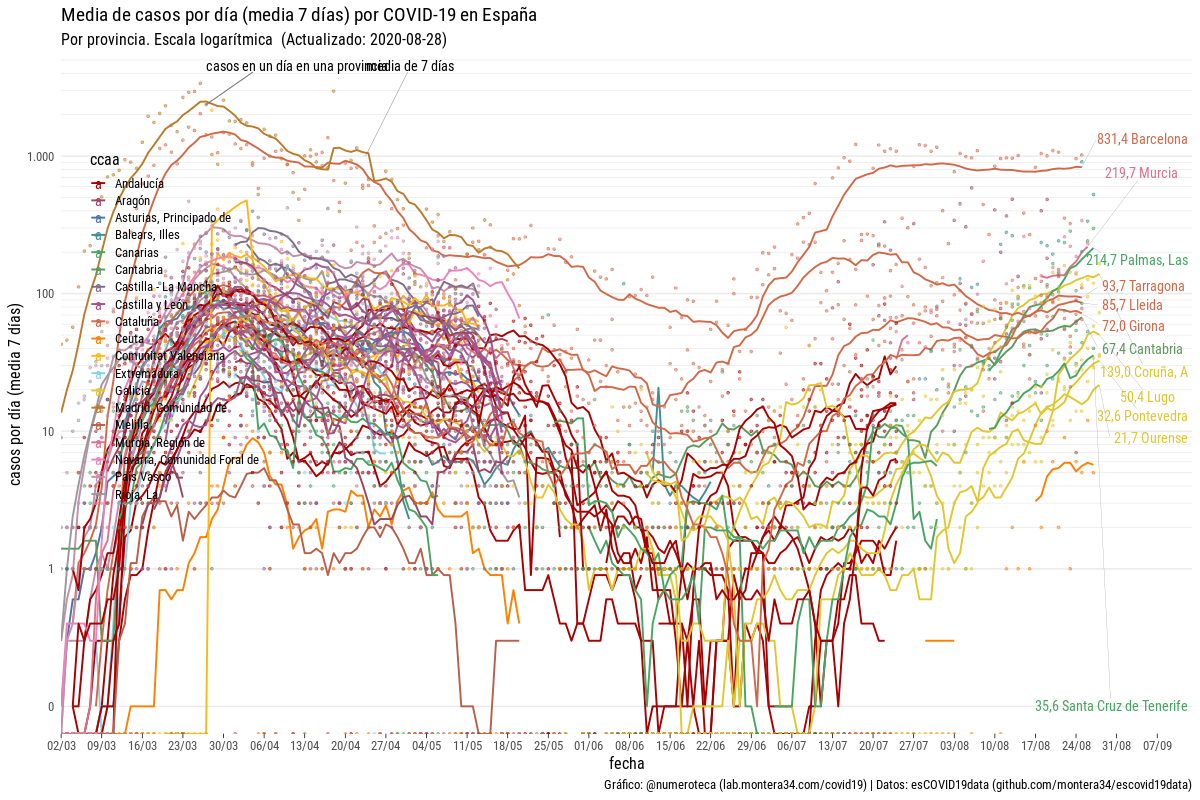 Media de casos por día (media 7 días) por COVID-19 en España
Por provincia. Escala logarítmica  (Actualizado: 2020-08-28)
casos en un día en una provincia
media de 7 días
ccaa
Andalucía
Aragón
Asturias, Principado de
Balears, Illes
Canarias
Cantabria
Castilla - La Mancha
Castilla y León
Cataluña
Ceuta
Comunitat Valenciana
Extremadura
Galicia
Madrid, Comunidad de
Melilla
Murcia, Región de
Navarra, Comunidad Foral de
País Vasco
Rioja, La
831,4 Barcelona
219,7 Murcia
214,7 Palmas, Las
93,7 Tarragona
85,7 Lleida
72,0 Girona
67,4 Cantabria
139,0 Coruña, A
50,4 Lugo
32,6 Pontevedra
21,7 Ourense
35,6 Santa Cruz de Tenerife
casos por día (media 7 días)
1.000
100
10
1
0
02/03 09/03 16/03 23/03 30/03 6/04 13/04 20/04 27/04 04/05 11/05 18/05 25/05 01/06 08/06 15/06 22/06 29/06 06/07 13/07 20/07 27/07 03/08 10/08 17/08 24/08 31/08 07/09
fecha
Gráfico: @numeroteca (lab.montera34.com/covid19) | Datos: esCOVID19data (github.com/montera34/escovid19data)